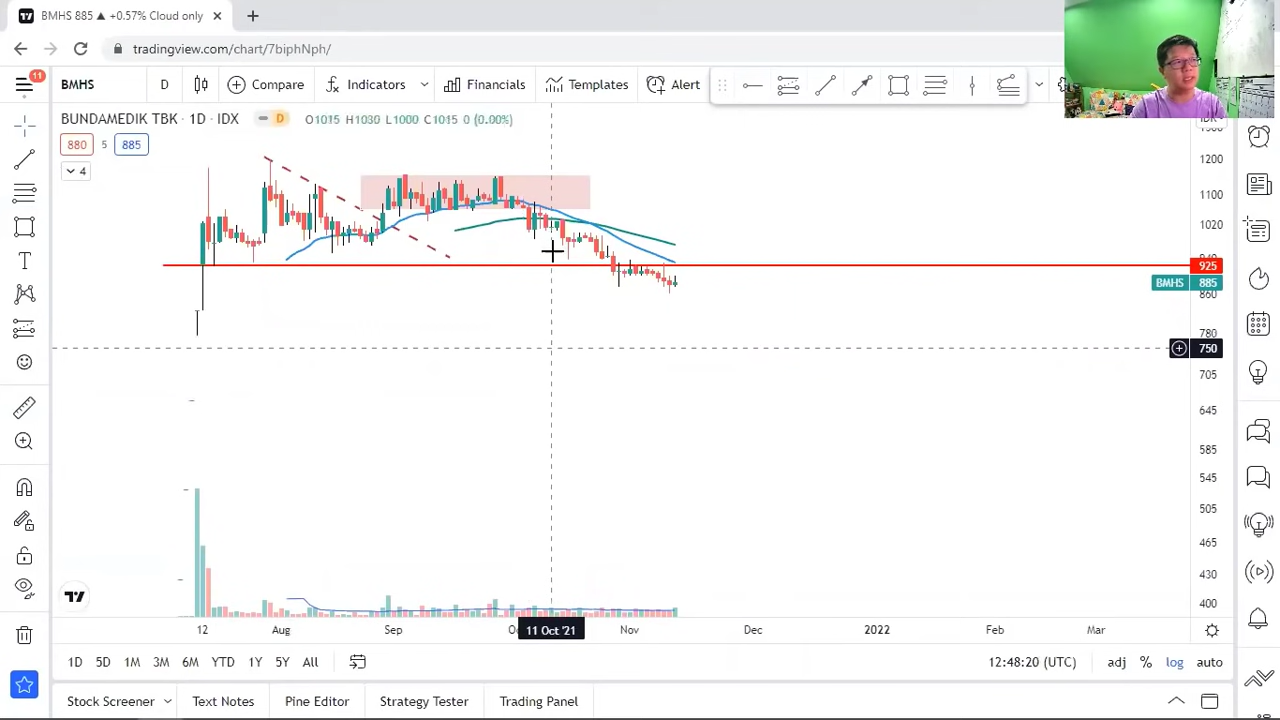 BMHS 885 ▲ +0.57% Cloud only
tradingview.com/chart/7biphNph/
11
BMHS
D
Compare
Indicators
Financials
Templates
Alert
BUNDAMEDIK TBK · 1D · IDX
D
O1015 H1030 L1000 C1015 0 (0.00%)
880
5
885
4
1200
1100
1020
925
BMHS 885
860
780
750
705
645
585
545
505
465
430
400
12
Aug
Sep
11 Oct '21
Nov
Dec
2022
Feb
Mar
1D
5D
1M
3M
6M
YTD
1Y
5Y
All
12:48:20 (UTC)
adj
%
log
auto
Stock Screener
Text Notes
Pine Editor
Strategy Tester
Trading Panel